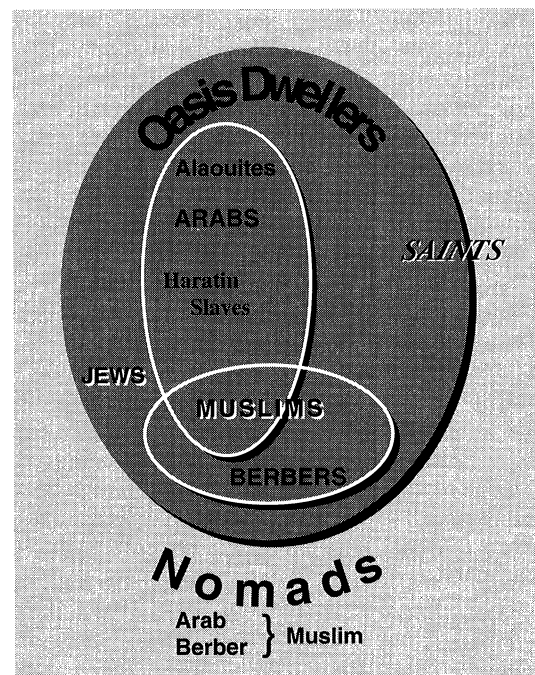 Oasis Dwellers
Alaouites
ARABS
SAINTS
Haratin
Slaves
JEWS
MUSLIMS
BERBERS
Nomads
Arab
Berber } Muslim